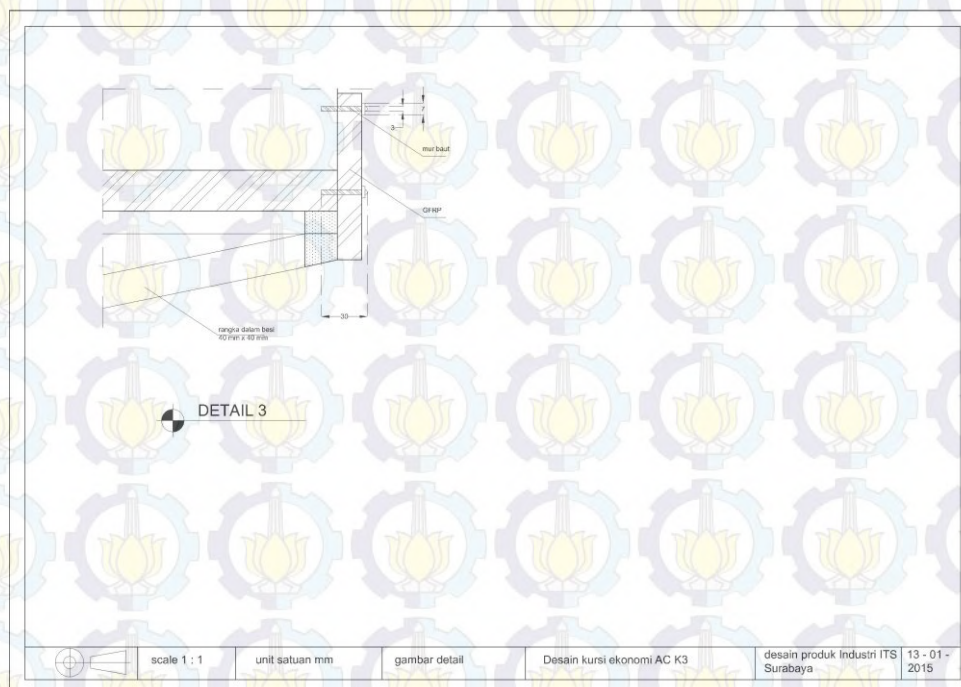 7
3
mur baut
GFRP
30
rangka dalam besi
40 mm x 40 mm
DETAIL 3
scale 1 : 1
unit satuan mm
gambar detail
Desain kursi ekonomi AC K3
desain produk Industri ITS
Surabaya
13 - 01 -
2015